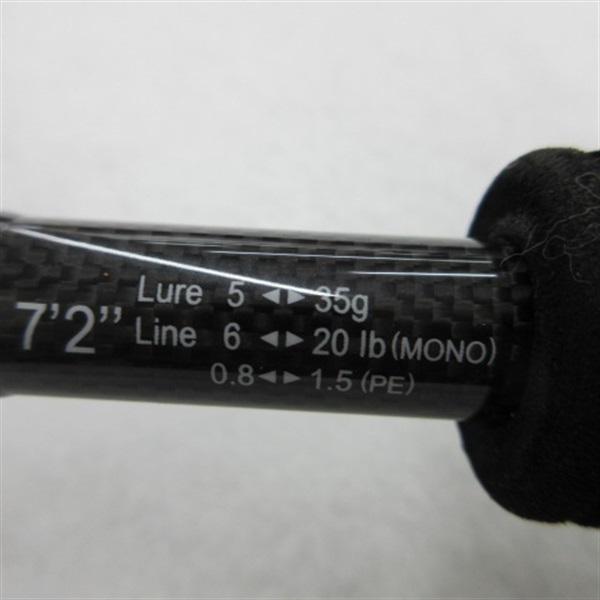 7'2"
Lure 5 ◄► 35g
Line 6 ◄► 20 lb (MONO)
0.8◄► 1.5 (PE)